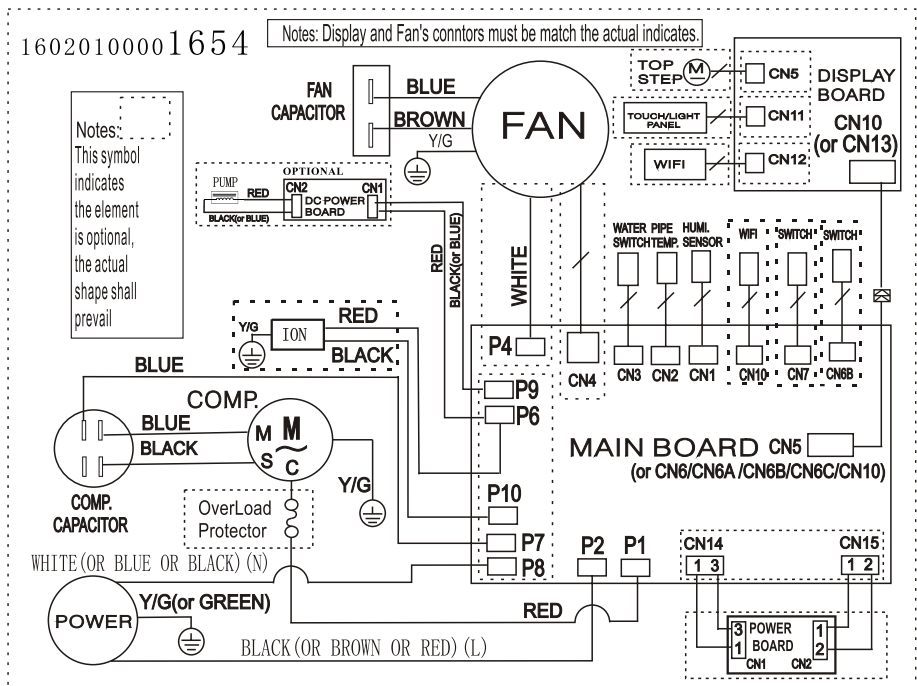 16020100001654
Notes: Display and Fan's conntors must be match the actual indicates.
Notes:
This symbol
indicates
the element
is optional,
the actual
shape shall
prevail
FAN
CAPACITOR
BLUE
BROWN
Y/G
FAN
TOP
STEP
M
CN5
TOUCH/LIGHT
PANEL
CN11
WIFI
CN12
DISPLAY
BOARD
CN10
(or CN13)
OPTIONAL
PUMP
RED
BLACK(or BLUE)
CN2
CN1
DC POWER
BOARD
RED
BLACK(or BLUE)
WHITE
WATER
SWITCH
PIPE
TEMP.
HUMI.
SENSOR
WIFI
SWITCH
SWITCH
CN3
CN2
CN1
CN10
CN7
CN6B
P4
CN4
Y/G
ION
RED
BLACK
P9
P6
BLUE
COMP.
BLUE
BLACK
M
S
C
M
Y/G
COMP.
CAPACITOR
OverLoad
Protector
MAIN BOARD
CN5
(or CN6/CN6A /CN6B/CN6C/CN10)
P10
P7
P8
P2
P1
CN14
1 3
CN15
1 2
WHITE(OR BLUE OR BLACK)(N)
POWER
Y/G(or GREEN)
RED
BLACK(OR BROWN OR RED)(L)
3
1
POWER
BOARD
CN1
CN2
1
2